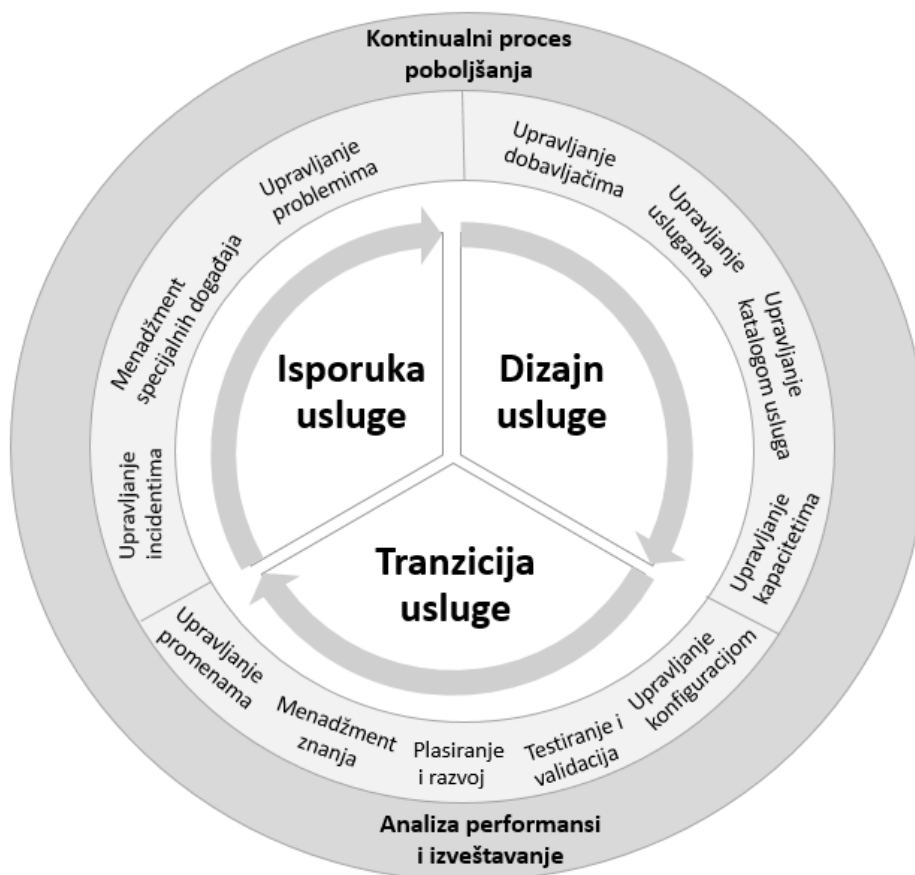 Kontinualni proces
poboljšanja
Upravljanje
dobavljačima
Upravljanje
uslugama
Upravljanje
katalogom usluga
Upravljanje
kapacitetima
Upravljanje
konfiguracijom
Testiranje i
validacija
Plasiranje
i razvoj
Menadžment
znanja
Upravljanje
promenama
Upravljanje
incidentima
Menadžment
specijalnih događaja
Upravljanje
problemima
Isporuka
usluge
Dizajn
usluge
Tranzicija
usluge
Analiza performansi
i izveštavanje